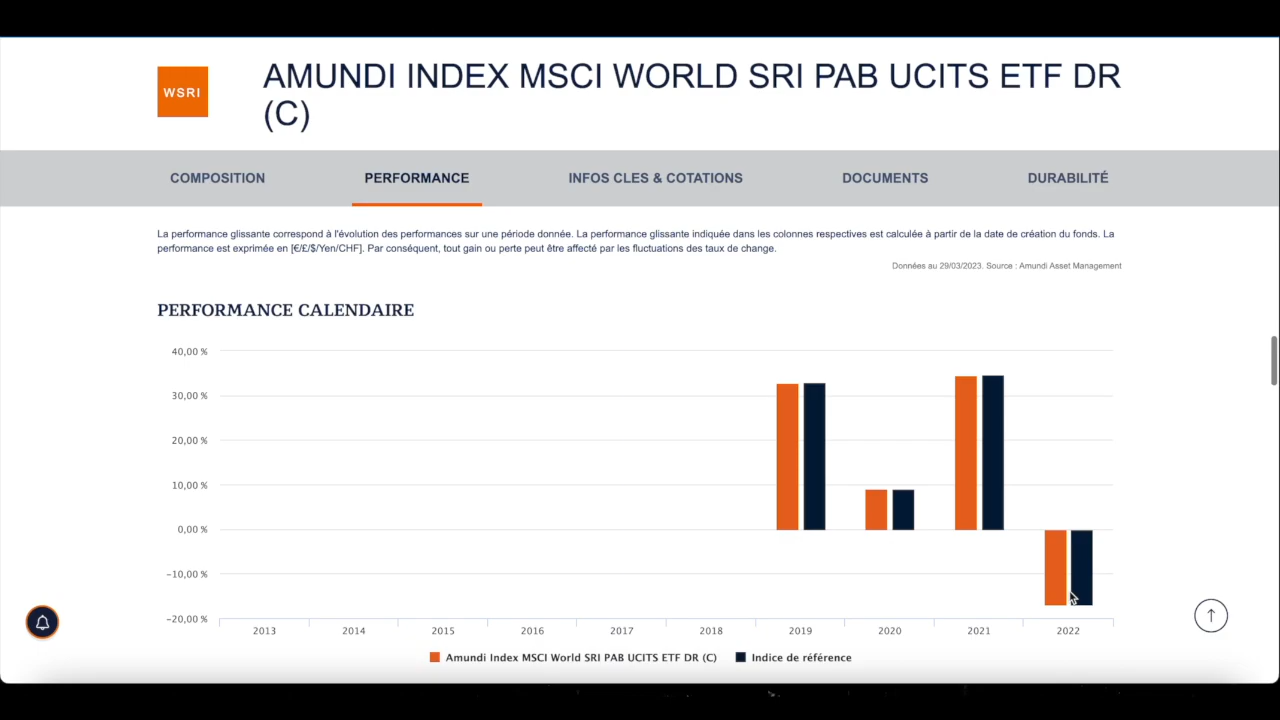 WSRI
AMUNDI INDEX MSCI WORLD SRI PAB UCITS ETF DR
(C)
COMPOSITION
PERFORMANCE
INFOS CLES & COTATIONS
DOCUMENTS
DURABILITÉ
La performance glissante correspond à l'évolution des performances sur une période donnée. La performance glissante indiquée dans les colonnes respectives est calculée à partir de la date de création du fonds. La
performance est exprimée en [€/£/$/Yen/CHF]. Par conséquent, tout gain ou perte peut être affecté par les fluctuations des taux de change.
Données au 29/03/2023. Source : Amundi Asset Management
PERFORMANCE CALENDAIRE
40,00 %
30,00 %
20,00 %
10,00 %
0,00 %
-10,00 %
-20,00 %
2013
2014
2015
2016
2017
2018
2019
2020
2021
2022
Amundi Index MSCI World SRI PAB UCITS ETF DR (C)
Indice de référence